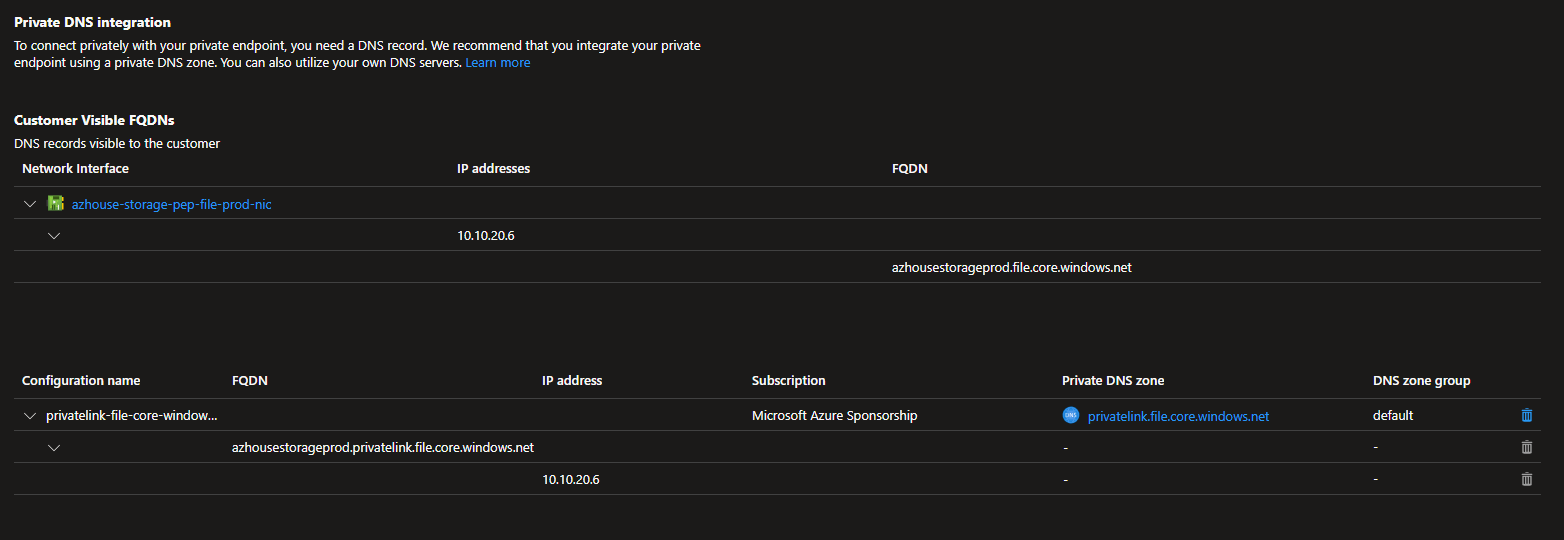 Private DNS integration
To connect privately with your private endpoint, you need a DNS record. We recommend that you integrate your private
endpoint using a private DNS zone. You can also utilize your own DNS servers. Learn more
Customer Visible FQDNs
DNS records visible to the customer
Network Interface IP addresses FQDN
azhouse-storage-pep-file-prod-nic
10.10.20.6
azhousestorageprod.file.core.windows.net
Configuration name FQDN IP address Subscription Private DNS zone DNS zone group
privatelink-file-core-window... Microsoft Azure Sponsorship DNS privatelink.file.core.windows.net default
azhousestorageprod.privatelink.file.core.windows.net - -
10.10.20.6 - -